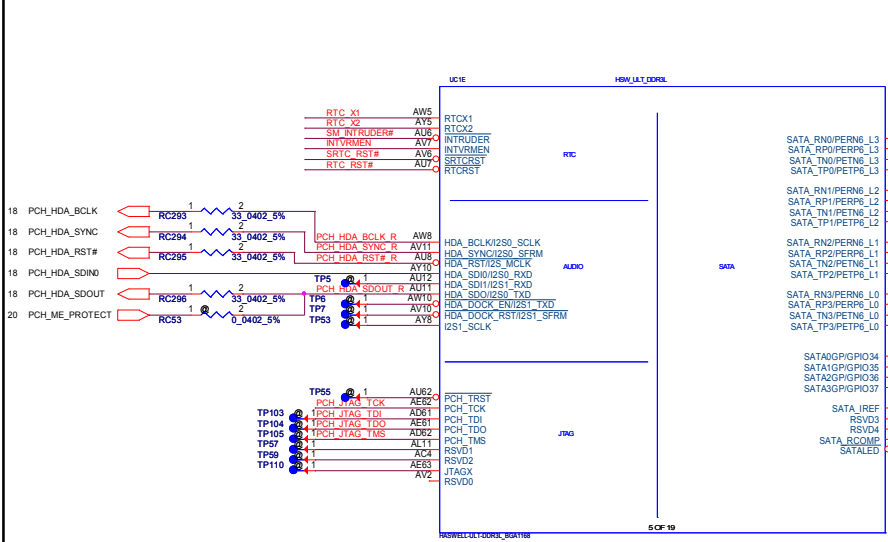 UC1E HSW_ULT_DDR3L
RTC_X1 AW5 RTCX1
RTC_X2 AY5 RTCX2
SM_INTRUDER# AU6 INTRUDER SATA_RN0/PERN6_L3
INTVRMEN AV7 INTVRMEN RTC SATA_RP0/PERP6_L3
SRTC_RST# AV6 SRTCRST SATA_TN0/PETN6_L3
RTC_RST# AU7 RTCRST SATA_TP0/PETP6_L3
SATA_RN1/PERN6_L2
SATA_RP1/PERP6_L2
SATA_TN1/PETN6_L2
SATA_TP1/PETP6_L2
18 PCH_HDA_BCLK 1 2 RC293 33_0402_5%
18 PCH_HDA_SYNC 1 2 RC294 33_0402_5%
18 PCH_HDA_RST# 1 2 RC295 33_0402_5%
18 PCH_HDA_SDIN0
18 PCH_HDA_SDOUT 1 2 RC296 33_0402_5%
20 PCH_ME_PROTECT 1 @ 2 RC53 0_0402_5%
PCH_HDA_BCLK_R AW8 HDA_BCLK/I2S0_SCLK SATA_RN2/PERN6_L1
PCH_HDA_SYNC_R AV11 HDA_SYNC/I2S0_SFRM SATA_RP2/PERP6_L1
PCH_HDA_RST#_R AU8 HDA_RST/I2S_MCLK AUDIO SATA SATA_TN2/PETN6_L1
AY10 HDA_SDI0/I2S0_RXD SATA_TP2/PETP6_L1
TP5 @ 1 AU12 HDA_SDI1/I2S1_RXD
PCH_HDA_SDOUT_R AU11 HDA_SDO/I2S0_TXD SATA_RN3/PERN6_L0
TP6 @ 1 AW10 HDA_DOCK_EN/I2S1_TXD SATA_RP3/PERP6_L0
TP7 @ 1 AV10 HDA_DOCK_RST/I2S1_SFRM SATA_TN3/PETN6_L0
TP53 @ 1 AY8 I2S1_SCLK SATA_TP3/PETP6_L0
SATA0GP/GPIO34
SATA1GP/GPIO35
SATA2GP/GPIO36
SATA3GP/GPIO37
TP55 @ 1 AU62 PCH_TRST
PCH_JTAG_TCK AE62 PCH_TCK SATA_IREF
TP103 @ 1 PCH_JTAG_TDI AD61 PCH_TDI RSVD3
TP104 @ 1 PCH_JTAG_TDO AE61 PCH_TDO JTAG RSVD4
TP105 @ 1 PCH_JTAG_TMS AD62 PCH_TMS SATA_RCOMP
TP57 @ 1 AL11 RSVD1 SATALED
TP59 @ 1 AC4 RSVD2
TP110 @ 1 AE63 JTAGX
AV2 RSVD0
5 OF 19
HASWELL-ULT-DDR3L_BGA1168